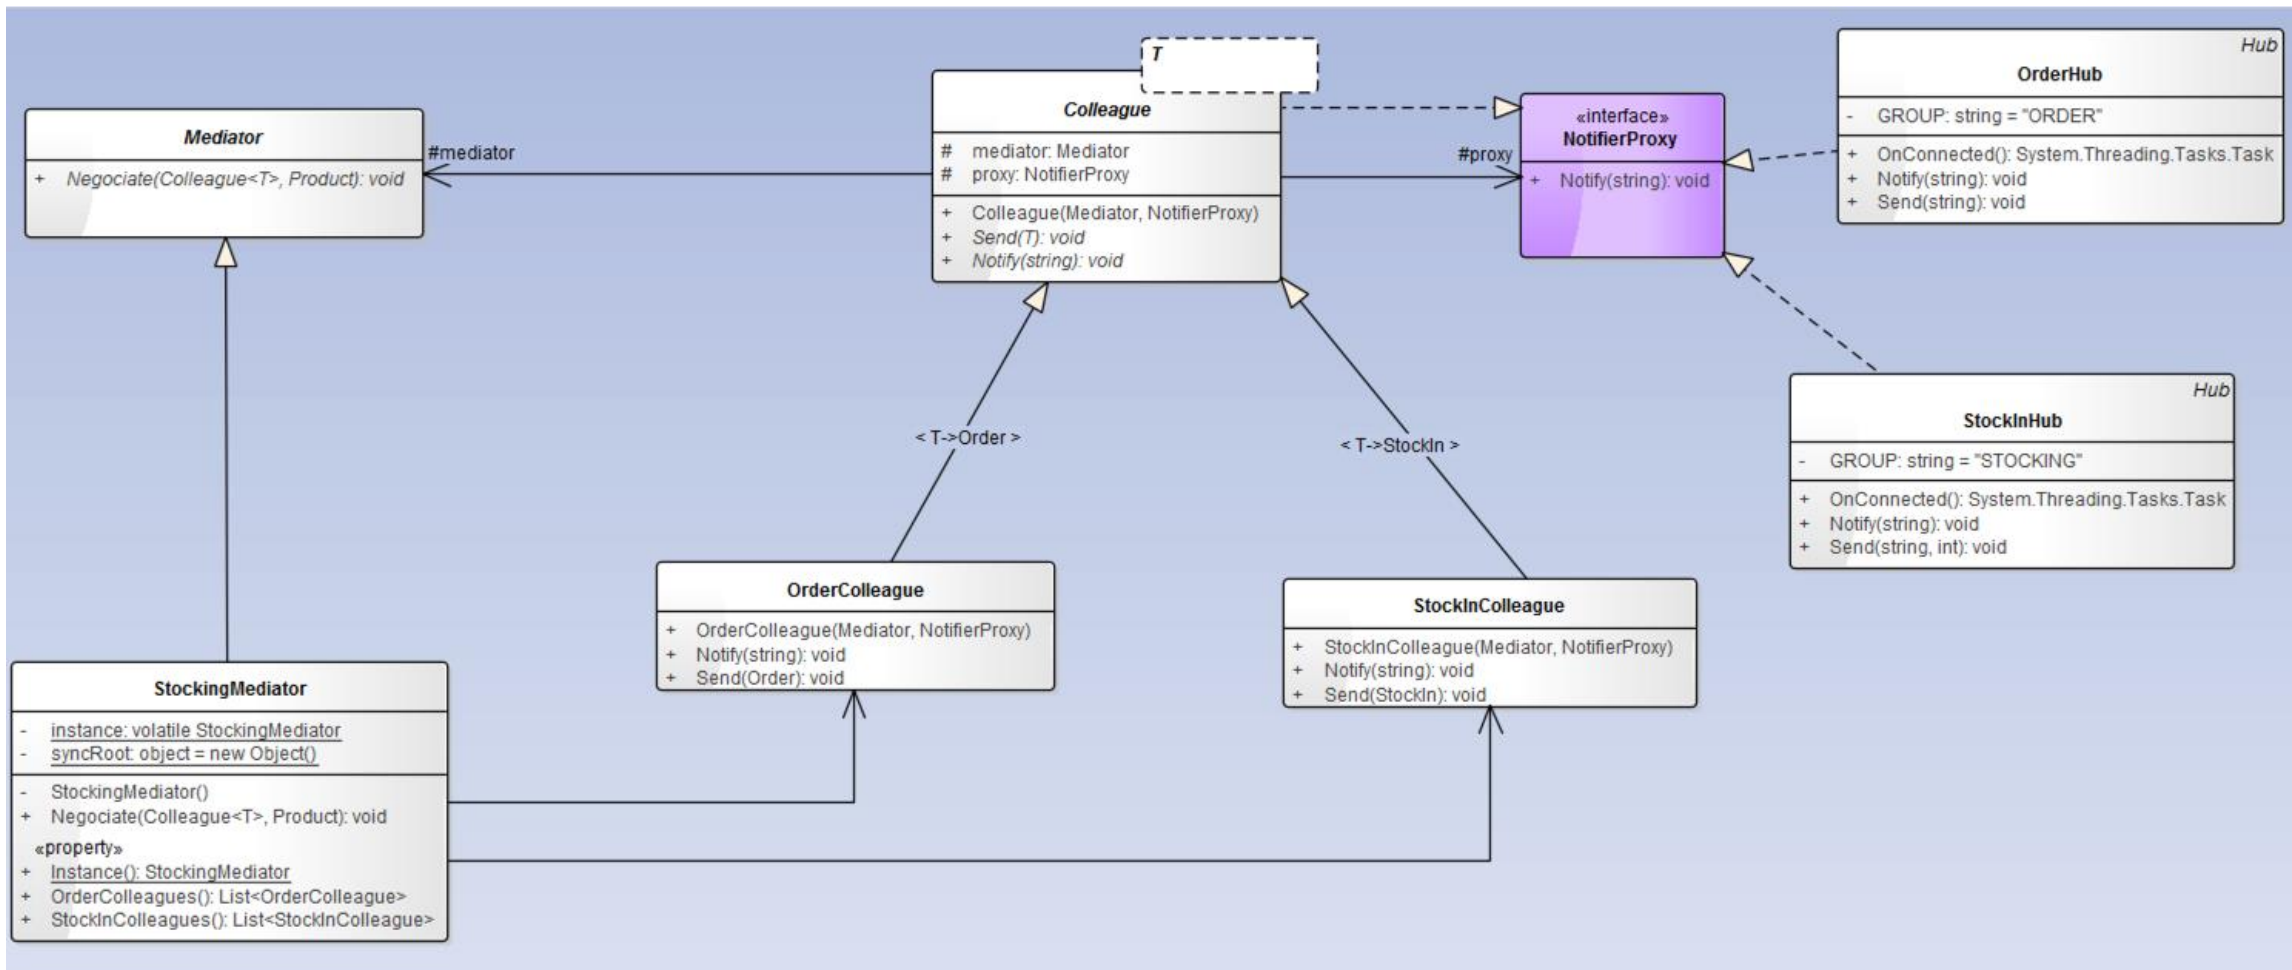 Mediator
+ Negociate(Colleague<T>, Product): void
#mediator
T
Colleague
# mediator: Mediator
# proxy: NotifierProxy
+ Colleague(Mediator, NotifierProxy)
+ Send(T): void
+ Notify(string): void
#proxy
«interface»
NotifierProxy
+ Notify(string): void
Hub
OrderHub
- GROUP: string = "ORDER"
+ OnConnected(): System.Threading.Tasks.Task
+ Notify(string): void
+ Send(string): void
Hub
StockInHub
- GROUP: string = "STOCKING"
+ OnConnected(): System.Threading.Tasks.Task
+ Notify(string): void
+ Send(string, int): void
< T->Order >
< T->StockIn >
OrderColleague
+ OrderColleague(Mediator, NotifierProxy)
+ Notify(string): void
+ Send(Order): void
StockInColleague
+ StockInColleague(Mediator, NotifierProxy)
+ Notify(string): void
+ Send(StockIn): void
StockingMediator
- instance: volatile StockingMediator
- syncRoot: object = new Object()
- StockingMediator()
+ Negociate(Colleague<T>, Product): void
«property»
+ Instance(): StockingMediator
+ OrderColleagues(): List<OrderColleague>
+ StockInColleagues(): List<StockInColleague>